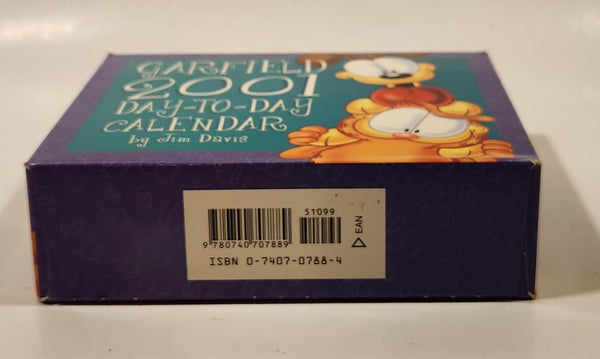 GARFIELD
2001
DAY-TO-DAY
CALENDAR
by Jim Davis
51099
9 780740 707889
EAN
ISBN 0-7407-0788-4